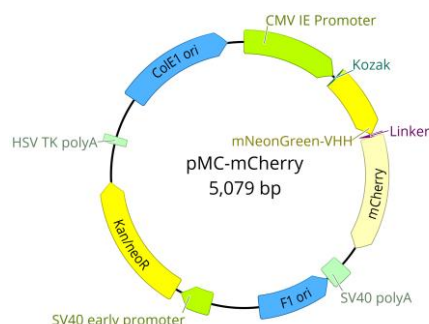 CMV IE Promoter
Kozak
mNeonGreen-VHH
Linker
mCherry
SV40 polyA
F1 ori
SV40 early promoter
Kan/neoR
HSV TK polyA
ColE1 ori
pMC-mCherry
5,079 bp